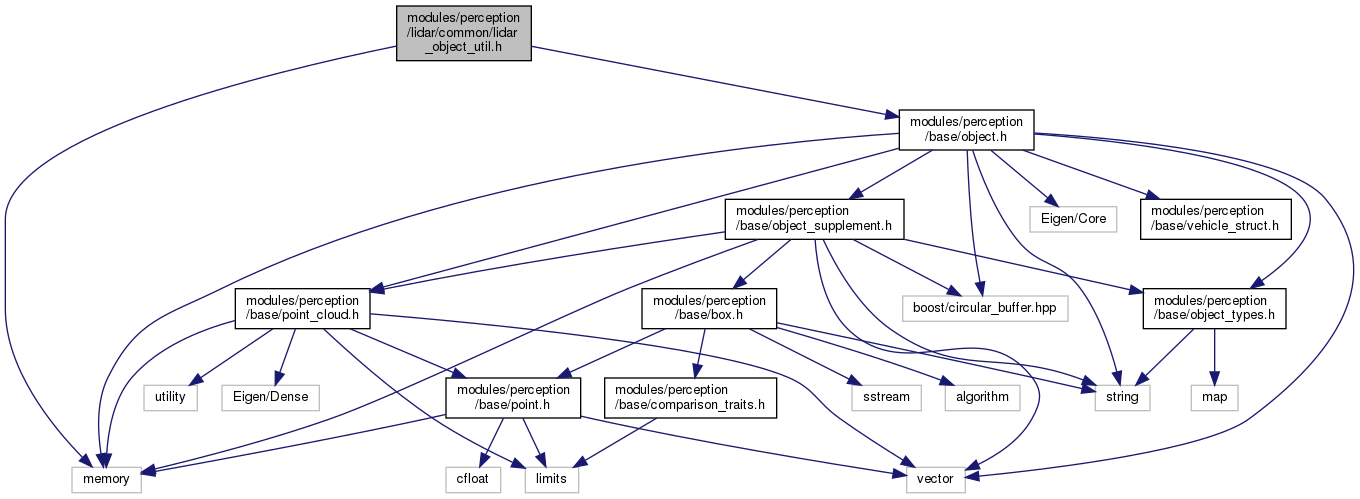 modules/perception
/lidar/common/lidar
_object_util.h
modules/perception
/base/object.h
modules/perception
/base/object_supplement.h
Eigen/Core
modules/perception
/base/vehicle_struct.h
modules/perception
/base/point_cloud.h
modules/perception
/base/box.h
boost/circular_buffer.hpp
modules/perception
/base/object_types.h
utility
Eigen/Dense
modules/perception
/base/point.h
modules/perception
/base/comparison_traits.h
sstream
algorithm
string
map
memory
cfloat
limits
vector